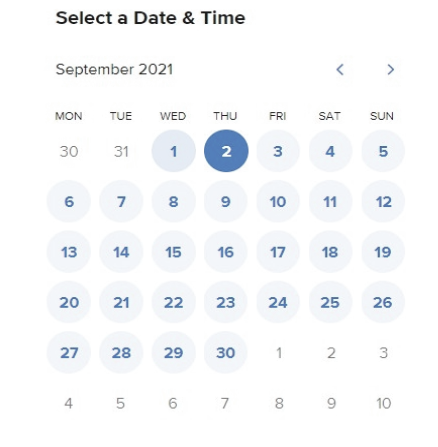 Select a Date & Time
September 2021
MON TUE WED THU FRI SAT SUN
30 31 1 2 3 4 5
6 7 8 9 10 11 12
13 14 15 16 17 18 19
20 21 22 23 24 25 26
27 28 29 30 1 2 3
4 5 6 7 8 9 10